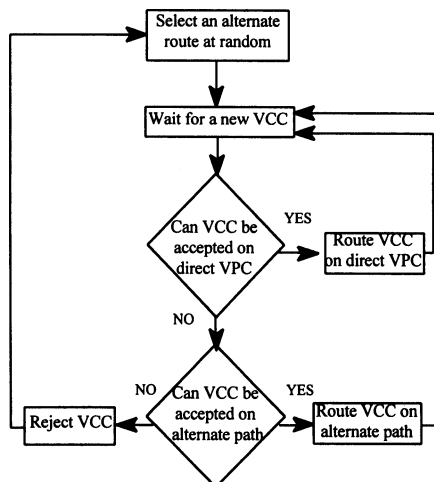 Select an alternate
route at random
Wait for a new VCC
Can VCC be
accepted on
direct VPC
YES
Route VCC
on direct VPC
NO
Can VCC be
accepted on
alternate path
NO
YES
Reject VCC
Route VCC on
alternate path